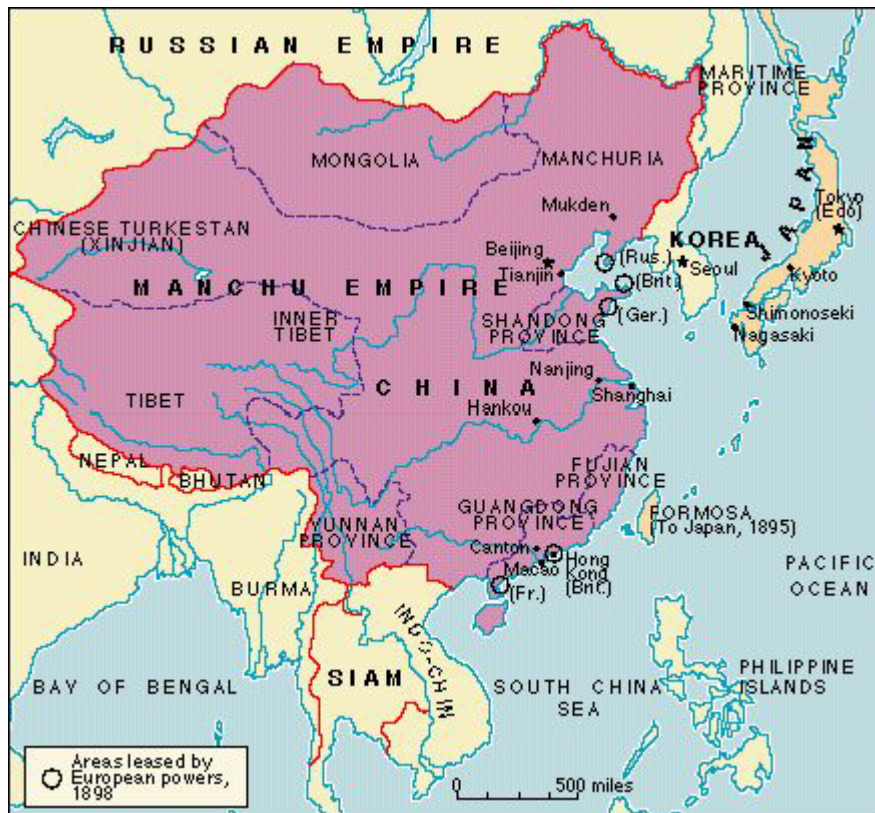 RUSSIAN EMPIRE
MARITIME
PROVINCE
MONGOLIA
MANCHURIA
JAPAN
Mukden
Tokyo
(Edo)
CHINESE TURKESTAN
(XINJIAN)
Beijing
KOREA
(Rus.)
Seoul
Tianjin
Kyoto
MANCHU EMPIRE
(Brit.)
INNER
TIBET
SHANDONG
PROVINCE
(Ger.)
Shimonoseki
Nagasaki
Nanjing
CHINA
Shanghai
TIBET
Hankou
NEPAL
BHUTAN
FUJIAN
PROVINCE
GUANGDONG
PROVINCE
FORMOSA
(To Japan, 1895)
YUNNAN
PROVINCE
Canton
Hong
Kong
(Brit.)
Macao
(Fr.)
INDIA
BURMA
PACIFIC
OCEAN
INDO-CHIN
SIAM
BAY OF BENGAL
SOUTH CHINA
SEA
PHILIPPINE
ISLANDS
Areas leased by
European powers,
1898
0 500 miles